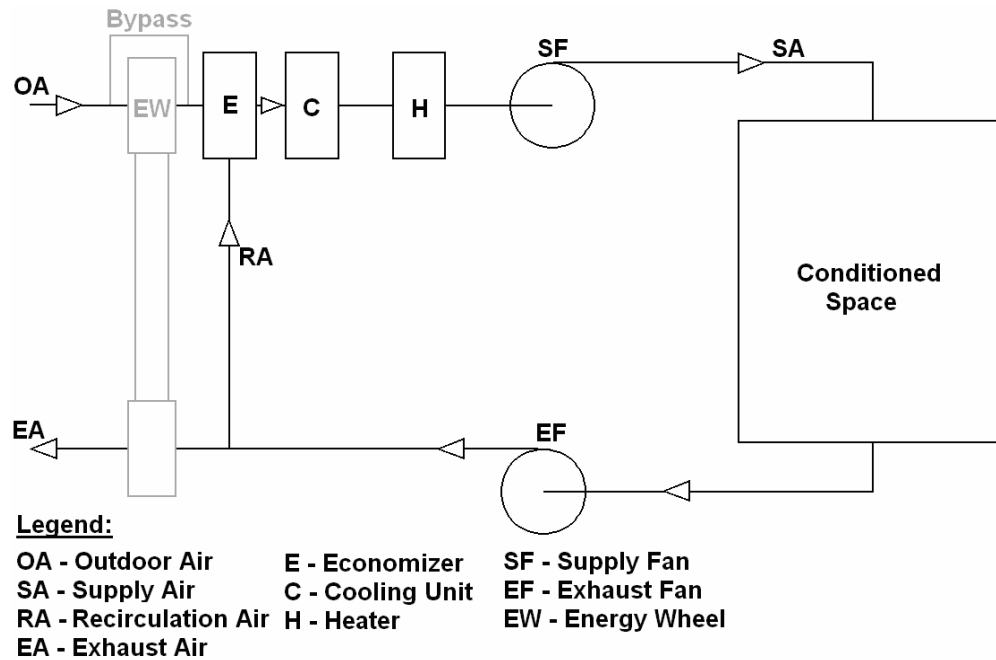 Bypass
SF
SA
OA
EW
E
C
H
RA
Conditioned
Space
EA
EF
Legend:
OA - Outdoor Air
SA - Supply Air
RA - Recirculation Air
EA - Exhaust Air
E - Economizer
C - Cooling Unit
H - Heater
SF - Supply Fan
EF - Exhaust Fan
EW - Energy Wheel